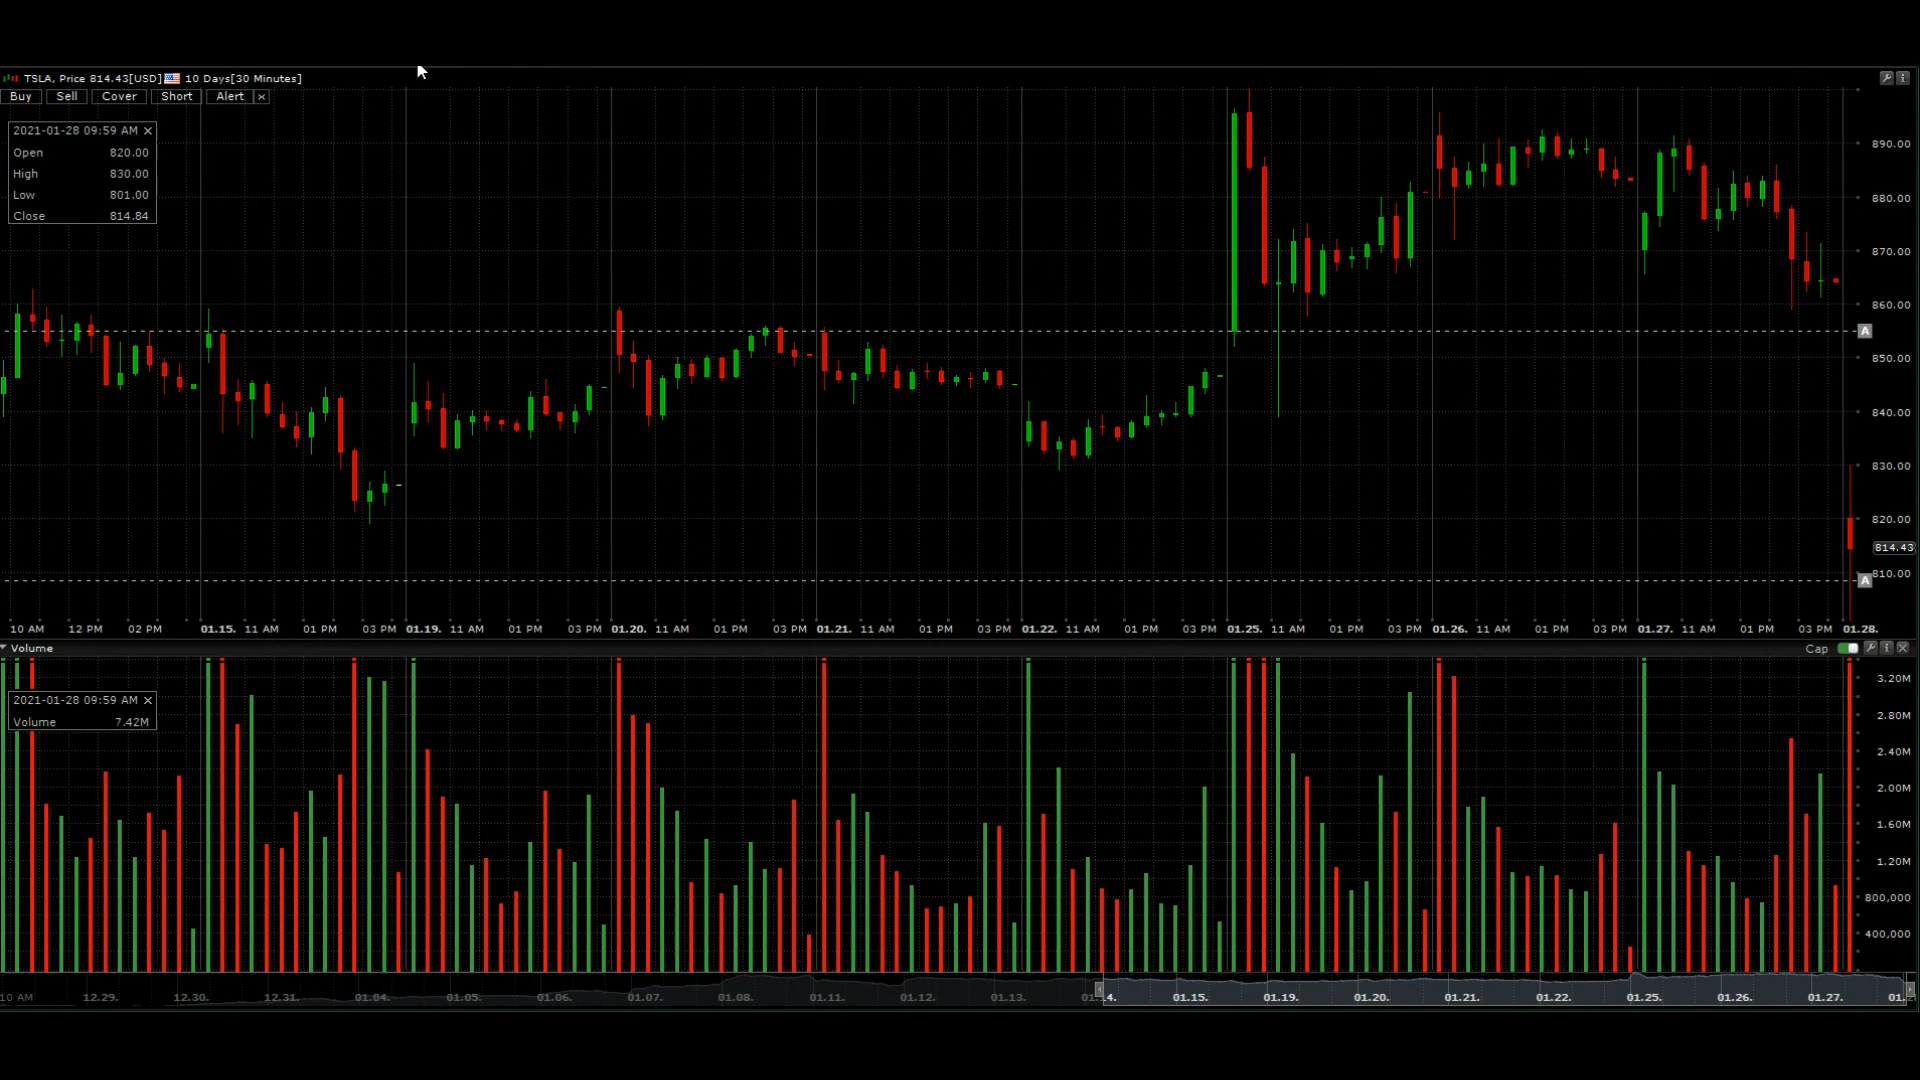 TSLA, Price 814.43[USD] 10 Days[30 Minutes]
Buy Sell Cover Short Alert ×
2021-01-28 09:59 AM ×
Open 820.00
High 830.00
Low 801.00
Close 814.84
890.00
880.00
870.00
860.00
A
850.00
840.00
830.00
820.00
814.43
A 810.00
10 AM 12 PM 02 PM 01.15. 11 AM 01 PM 03 PM 01.19. 11 AM 01 PM 03 PM 01.20. 11 AM 01 PM 03 PM 01.21. 11 AM 01 PM 03 PM 01.22. 11 AM 01 PM 03 PM 01.25. 11 AM 01 PM 03 PM 01.26. 11 AM 01 PM 03 PM 01.27. 11 AM 01 PM 03 PM 01.28.
Volume Cap
2021-01-28 09:59 AM ×
Volume 7.42M
3.20M
2.80M
2.40M
2.00M
1.60M
1.20M
800,000
400,000
10 AM 12.29. 12.30. 12.31. 01.04. 01.05. 01.06. 01.07. 01.08. 01.11. 01.12. 01.13. 4. 01.15. 01.19. 01.20. 01.21. 01.22. 01.25. 01.26. 01.27.